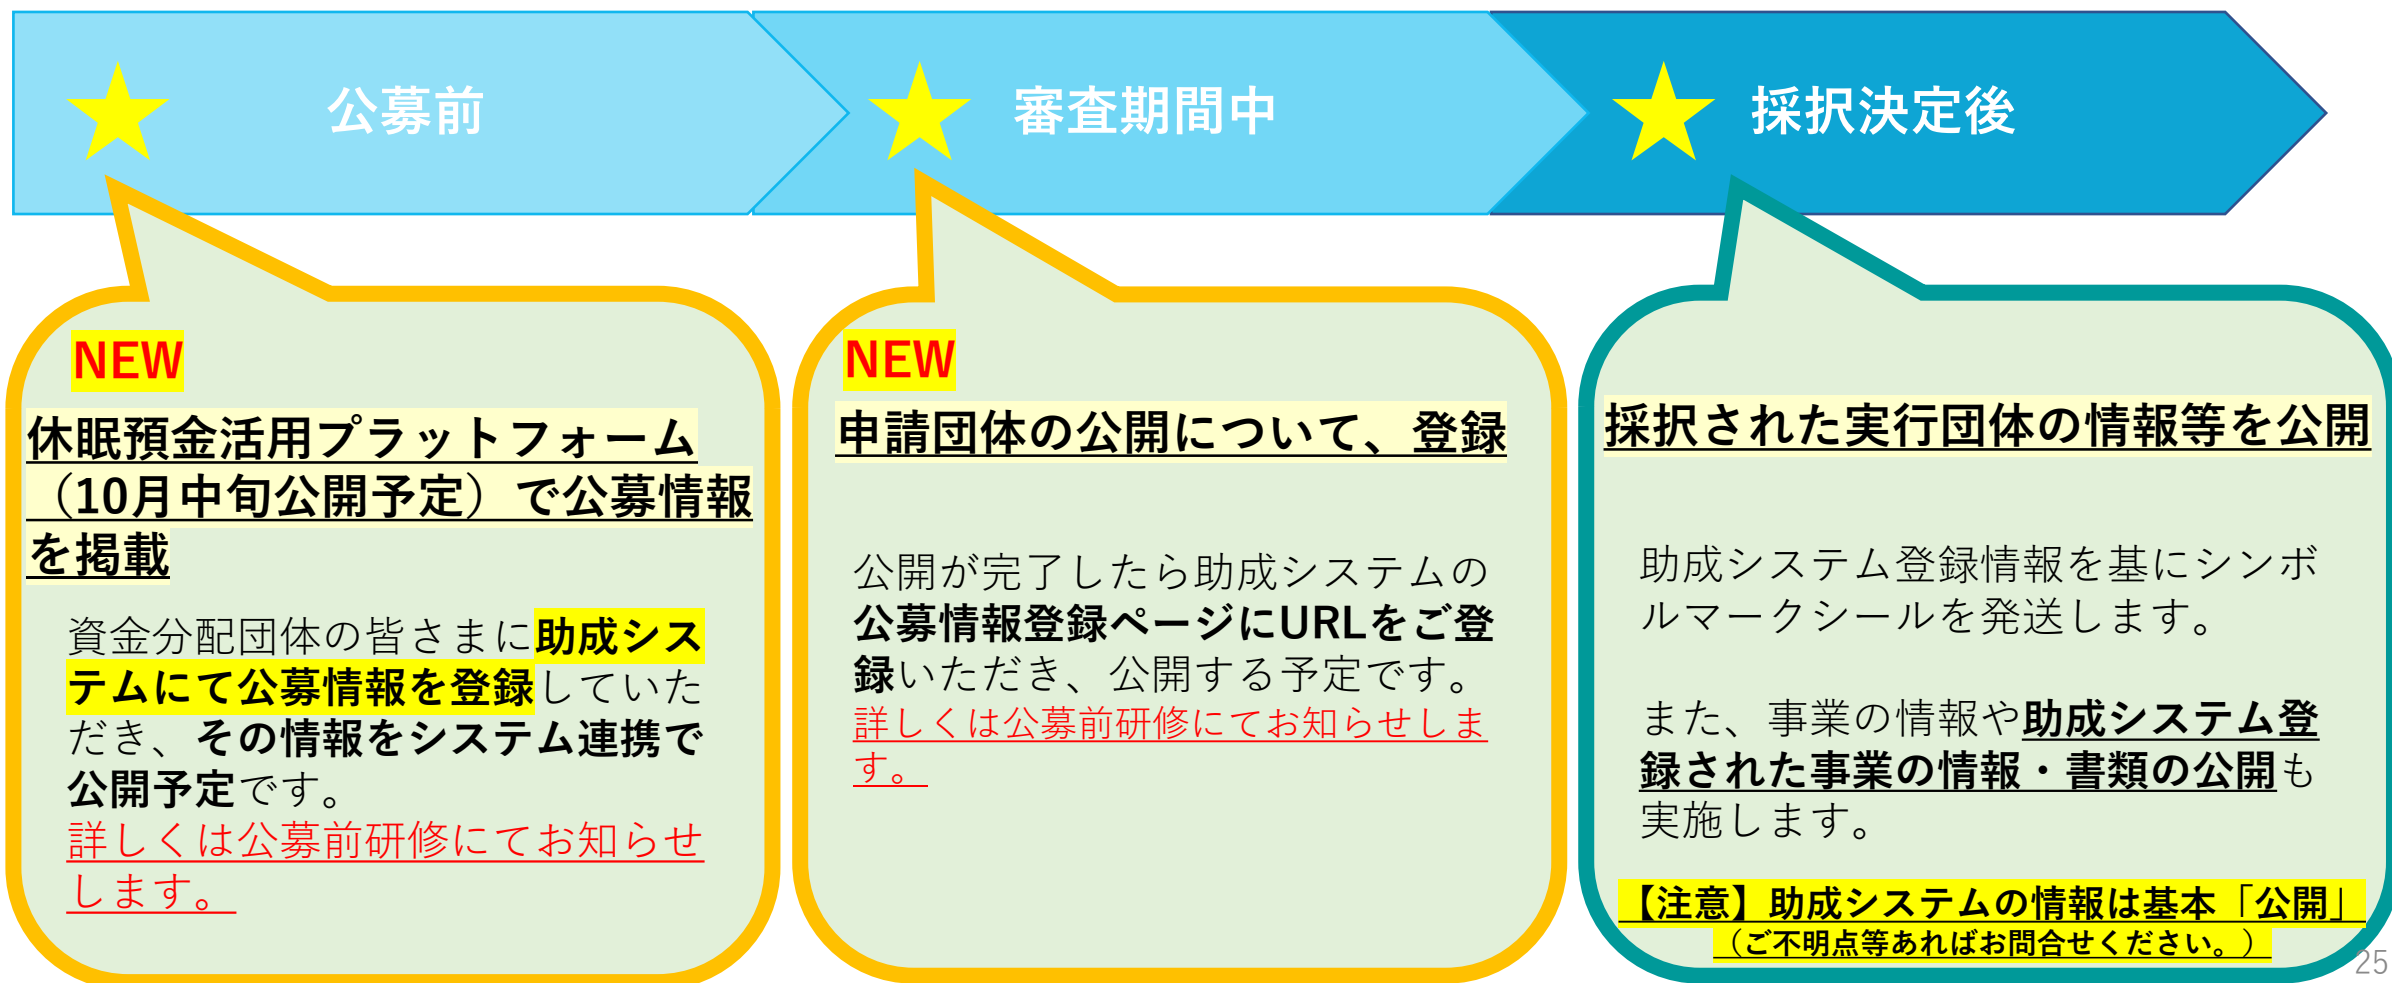 公募前
審査期間中
採択決定後
NEW
休眠預金活用プラットフォーム
（10月中旬公開予定）で公募情報
を掲載
資金分配団体の皆さまに助成シス
テムにて公募情報を登録していた
だき、その情報をシステム連携で
公開予定です。
詳しくは公募前研修にてお知らせ
します。
NEW
申請団体の公開について、登録
公開が完了したら助成システムの
公募情報登録ページにURLをご登
録いただき、公開する予定です。
詳しくは公募前研修にてお知らせしま
す。
採択された実行団体の情報等を公開
助成システム登録情報を基にシンボ
ルマークシールを発送します。
また、事業の情報や助成システム登
録された事業の情報・書類の公開も
実施します。
【注意】助成システムの情報は基本「公開」
（ご不明点等あればお問合せください。）
25